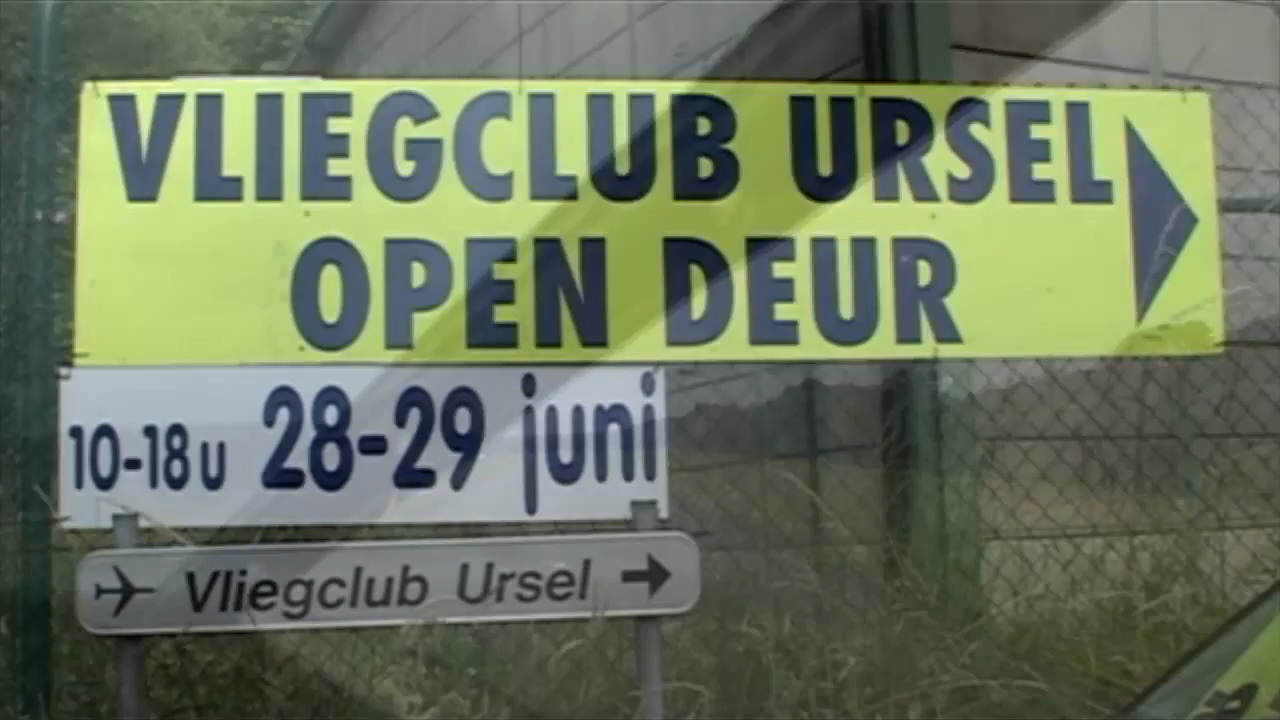 VLIEGCLUB URSEL
OPEN DEUR
10-18u 28-29 juni
Vliegclub Ursel